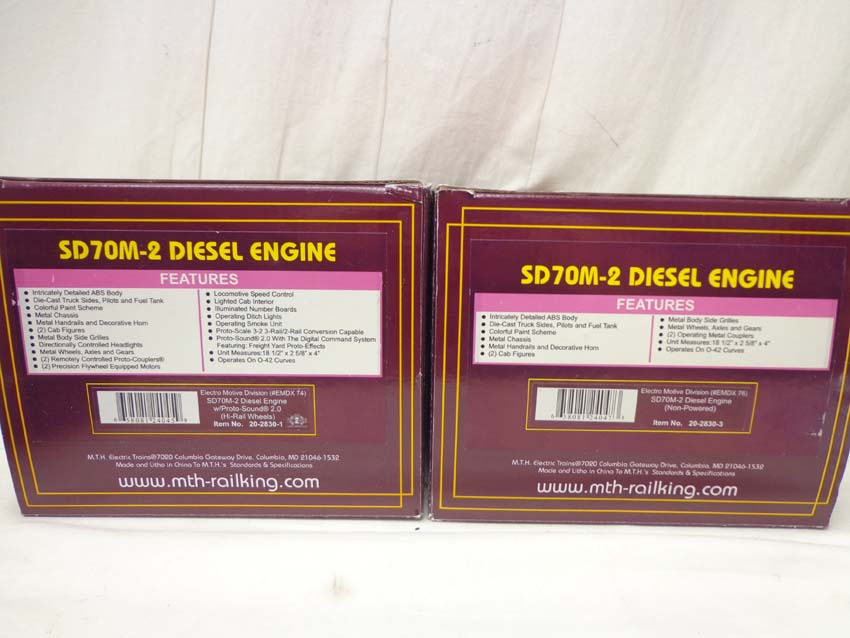 SD70M-2 DIESEL ENGINE
FEATURES
• Intricately Detailed ABS Body
• Die-Cast Truck Sides, Pilots and Fuel Tank
• Colorful Paint Scheme
• Metal Chassis
• Metal Handrails and Decorative Horn
• (2) Cab Figures
• Metal Body Side Grilles
• Directionally Controlled Headlights
• Metal Wheels, Axles and Gears
• (2) Remotely Controlled Proto-Couplers®
• (2) Precision Flywheel Equipped Motors
• Locomotive Speed Control
• Lighted Cab Interior
• Illuminated Number Boards
• Operating Ditch Lights
• Operating Smoke Unit
• Proto-Scale 3-2 3-Rail/2-Rail Conversion Capable
• Proto-Sound® 2.0 With The Digital Command System
Featuring: Freight Yard Proto-Effects
• Unit Measures:18 1/2" x 2 5/8" x 4"
• Operates On O-42 Curves
Electro Motive Division (#EMDX 74)
SD70M-2 Diesel Engine
w/Proto-Sound® 2.0
(Hi-Rail Wheels)
Item No. 20-2830-1
M.T.H. Electric Trains®7020 Columbia Gateway Drive, Columbia, MD 21046-1532
Made and Litho in China To M.T.H.'s Standards & Specifications
www.mth-railking.com
SD70M-2 DIESEL ENGINE
FEATURES
• Intricately Detailed ABS Body
• Die-Cast Truck Sides, Pilots and Fuel Tank
• Colorful Paint Scheme
• Metal Chassis
• Metal Handrails and Decorative Horn
• (2) Cab Figures
• Metal Body Side Grilles
• Metal Wheels, Axles and Gears
• (2) Operating Metal Couplers
• Unit Measures:18 1/2" x 2 5/8" x 4"
• Operates On O-42 Curves
Electro Motive Division (#EMDX 76)
SD70M-2 Diesel Engine
(Non-Powered)
Item No. 20-2830-3
M.T.H. Electric Trains®7020 Columbia Gateway Drive, Columbia, MD 21046-1532
Made and Litho in China To M.T.H.'s Standards & Specifications
www.mth-railking.com